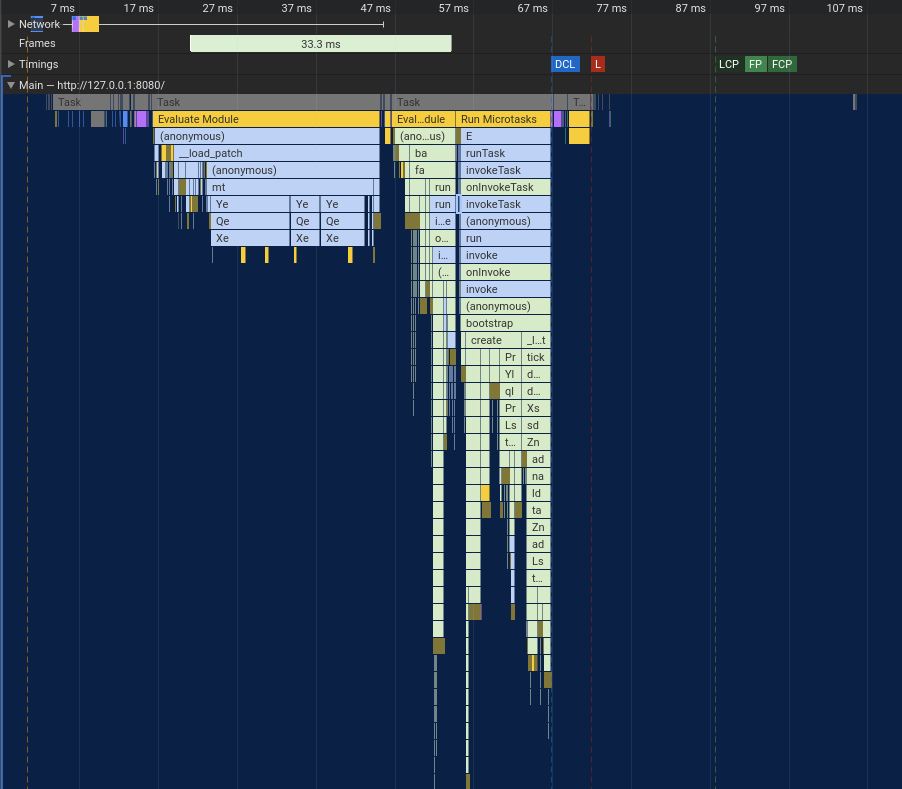 7 ms 17 ms 27 ms 37 ms 47 ms 57 ms 67 ms 77 ms 87 ms 97 ms 107 ms
Network
Frames 33.3 ms
Timings DCL L LCP FP FCP
Main — http://127.0.0.1:8080/
Task Task Task T...
Evaluate Module Eval...dule Run Microtasks
(anonymous) (ano...us) E
__load_patch ba runTask
(anonymous) fa invokeTask
mt run onInvokeTask
Ye Ye Ye run invokeTask
Qe Qe Qe i...e (anonymous)
Xe Xe Xe o... run
i... invoke
(... onInvoke
invoke
(anonymous)
bootstrap
create _l...t
Pr tick
Yl d...
ql d...
Pr Xs
Ls sd
t... Zn
ad
na
ld
ta
Zn
ad
Ls
t...